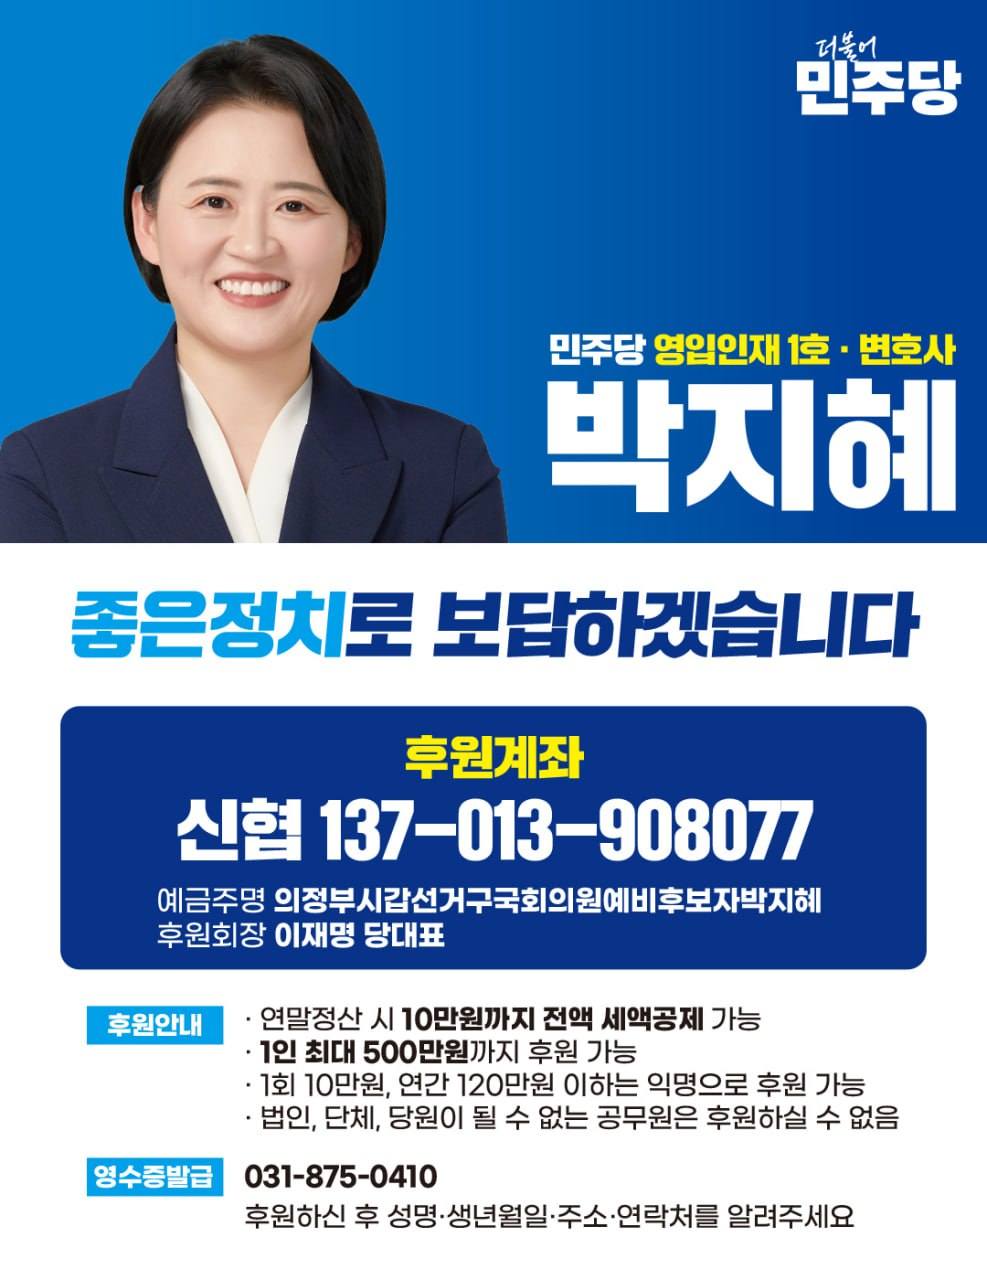 더불어
민주당
민주당 영입인재 1호 · 변호사
박지혜
좋은정치로 보답하겠습니다
후원계좌
신협 137-013-908077
예금주명 의정부시갑선거구국회의원예비후보자박지혜
후원회장 이재명 당대표
후원안내
· 연말정산 시 10만원까지 전액 세액공제 가능
· 1인 최대 500만원까지 후원 가능
· 1회 10만원, 연간 120만원 이하는 익명으로 후원 가능
· 법인, 단체, 당원이 될 수 없는 공무원은 후원하실 수 없음
영수증발급
031-875-0410
후원하신 후 성명·생년월일·주소·연락처를 알려주세요